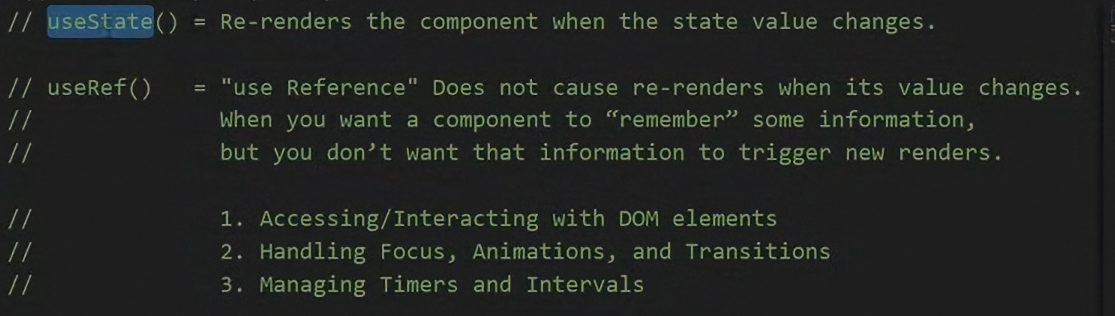 // useState() = Re-renders the component when the state value changes.
// useRef() = "use Reference" Does not cause re-renders when its value changes.
// When you want a component to “remember” some information,
// but you don’t want that information to trigger new renders.
// 1. Accessing/Interacting with DOM elements
// 2. Handling Focus, Animations, and Transitions
// 3. Managing Timers and Intervals